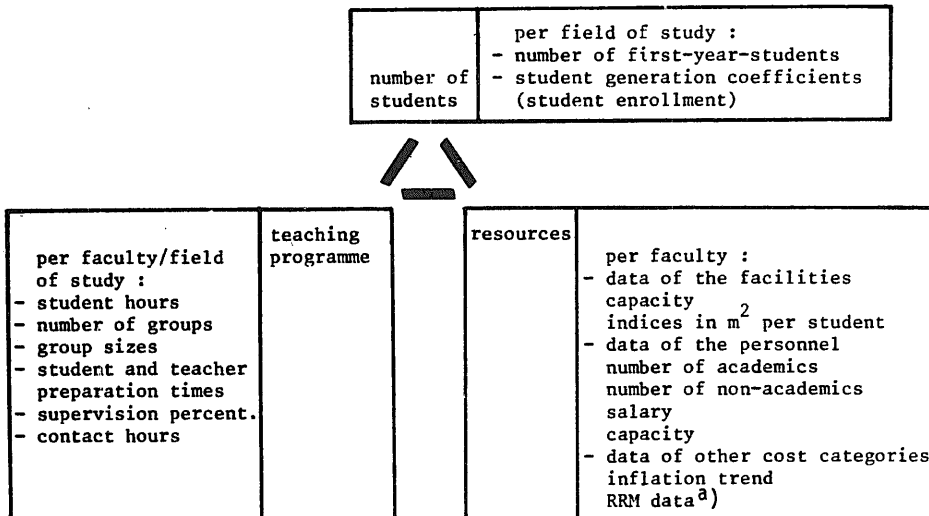 number of
students
per field of study :
- number of first-year-students
- student generation coefficients
(student enrollment)
per faculty/field
of study :
- student hours
- number of groups
- group sizes
- student and teacher
preparation times
- supervision percent.
- contact hours
teaching
programme
resources
per faculty :
- data of the facilities
capacity
indices in m² per student
- data of the personnel
number of academics
number of non-academics
salary
capacity
- data of other cost categories
inflation trend
RRM data a)